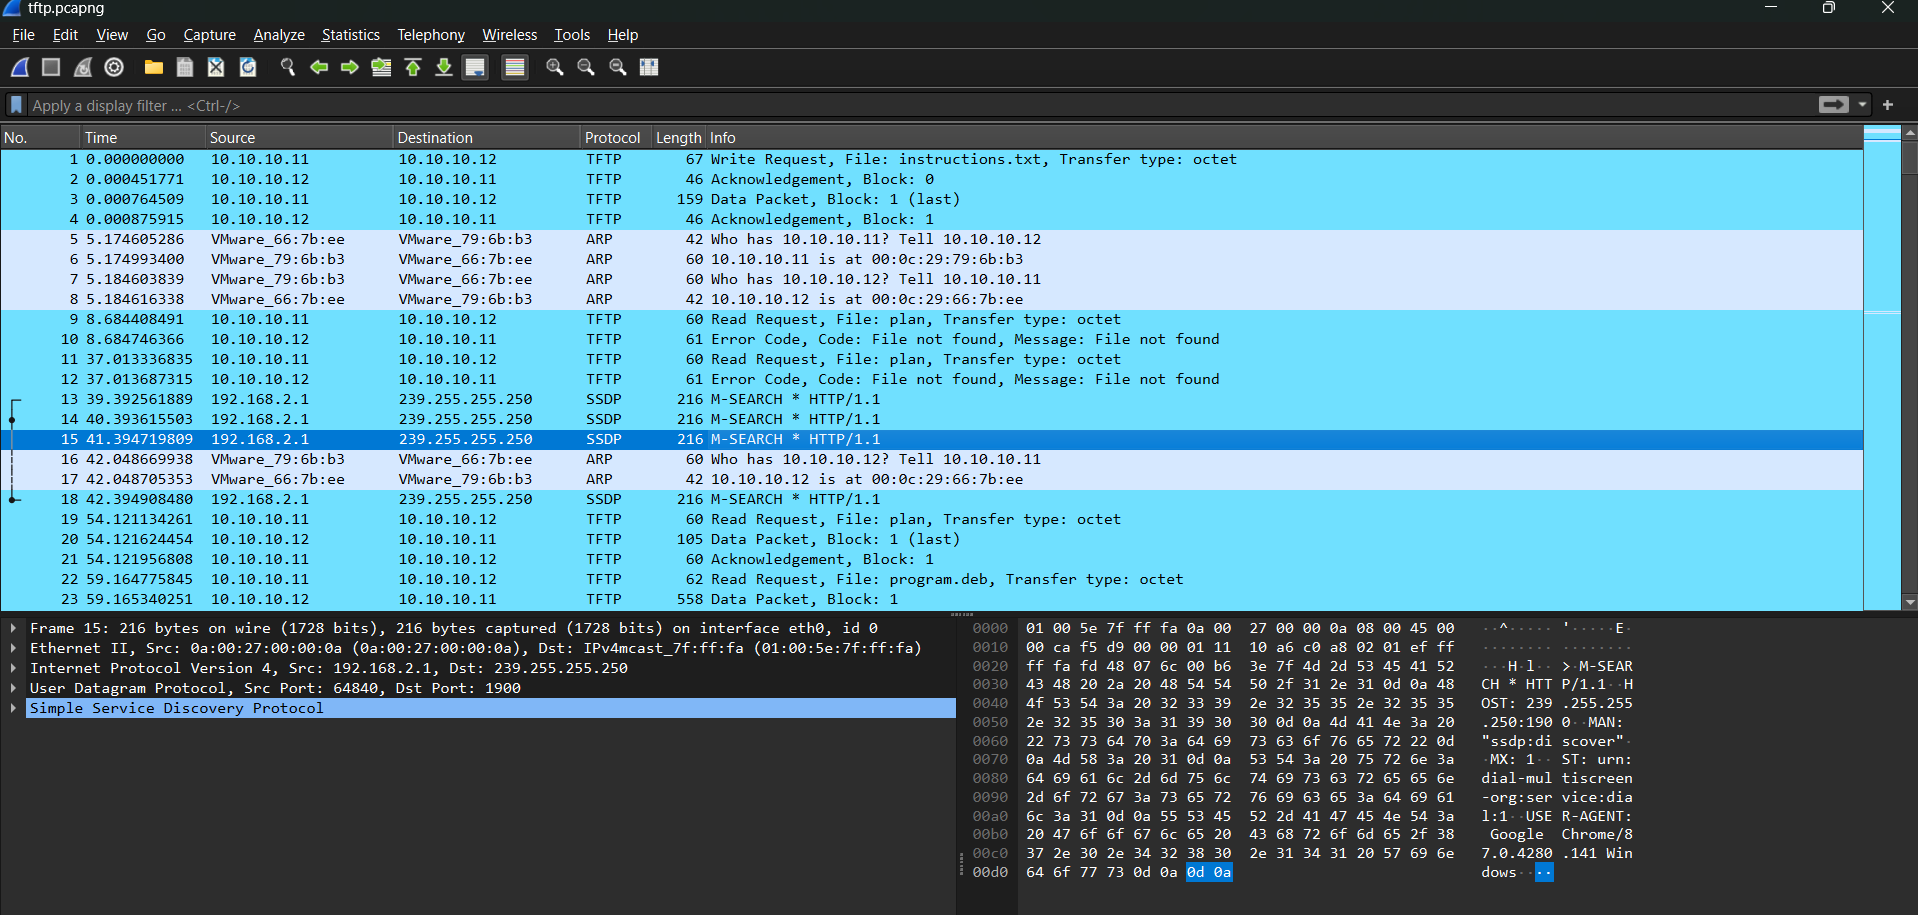 tftp.pcapng
File Edit View Go Capture Analyze Statistics Telephony Wireless Tools Help
Apply a display filter ... <Ctrl-/>
No. Time Source Destination Protocol Length Info
1 0.000000000 10.10.10.11 10.10.10.12 TFTP 67 Write Request, File: instructions.txt, Transfer type: octet
2 0.000451771 10.10.10.12 10.10.10.11 TFTP 46 Acknowledgement, Block: 0
3 0.000764509 10.10.10.11 10.10.10.12 TFTP 159 Data Packet, Block: 1 (last)
4 0.000875915 10.10.10.12 10.10.10.11 TFTP 46 Acknowledgement, Block: 1
5 5.174605286 VMware_66:7b:ee VMware_79:6b:b3 ARP 42 Who has 10.10.10.11? Tell 10.10.10.12
6 5.174993400 VMware_79:6b:b3 VMware_66:7b:ee ARP 60 10.10.10.11 is at 00:0c:29:79:6b:b3
7 5.184603839 VMware_79:6b:b3 VMware_66:7b:ee ARP 60 Who has 10.10.10.12? Tell 10.10.10.11
8 5.184616338 VMware_66:7b:ee VMware_79:6b:b3 ARP 42 10.10.10.12 is at 00:0c:29:66:7b:ee
9 8.684408491 10.10.10.11 10.10.10.12 TFTP 60 Read Request, File: plan, Transfer type: octet
10 8.684746366 10.10.10.12 10.10.10.11 TFTP 61 Error Code, Code: File not found, Message: File not found
11 37.013336835 10.10.10.11 10.10.10.12 TFTP 60 Read Request, File: plan, Transfer type: octet
12 37.013687315 10.10.10.12 10.10.10.11 TFTP 61 Error Code, Code: File not found, Message: File not found
13 39.392561889 192.168.2.1 239.255.255.250 SSDP 216 M-SEARCH * HTTP/1.1
14 40.393615503 192.168.2.1 239.255.255.250 SSDP 216 M-SEARCH * HTTP/1.1
15 41.394719809 192.168.2.1 239.255.255.250 SSDP 216 M-SEARCH * HTTP/1.1
16 42.048669938 VMware_79:6b:b3 VMware_66:7b:ee ARP 60 Who has 10.10.10.12? Tell 10.10.10.11
17 42.048705353 VMware_66:7b:ee VMware_79:6b:b3 ARP 42 10.10.10.12 is at 00:0c:29:66:7b:ee
18 42.394908480 192.168.2.1 239.255.255.250 SSDP 216 M-SEARCH * HTTP/1.1
19 54.121134261 10.10.10.11 10.10.10.12 TFTP 60 Read Request, File: plan, Transfer type: octet
20 54.121624454 10.10.10.12 10.10.10.11 TFTP 105 Data Packet, Block: 1 (last)
21 54.121956808 10.10.10.11 10.10.10.12 TFTP 60 Acknowledgement, Block: 1
22 59.164775845 10.10.10.11 10.10.10.12 TFTP 62 Read Request, File: program.deb, Transfer type: octet
23 59.165340251 10.10.10.12 10.10.10.11 TFTP 558 Data Packet, Block: 1
Frame 15: 216 bytes on wire (1728 bits), 216 bytes captured (1728 bits) on interface eth0, id 0
Ethernet II, Src: 0a:00:27:00:00:0a (0a:00:27:00:00:0a), Dst: IPv4mcast_7f:ff:fa (01:00:5e:7f:ff:fa)
Internet Protocol Version 4, Src: 192.168.2.1, Dst: 239.255.255.250
User Datagram Protocol, Src Port: 64840, Dst Port: 1900
Simple Service Discovery Protocol
0000 01 00 5e 7f ff fa 0a 00 27 00 00 0a 08 00 45 00 ··^····· '·····E·
0010 00 ca f5 d9 00 00 01 11 10 a6 c0 a8 02 01 ef ff ········ ········
0020 ff fa fd 48 07 6c 00 b6 3e 7f 4d 2d 53 45 41 52 ···H·l·· >·M-SEAR
0030 43 48 20 2a 20 48 54 54 50 2f 31 2e 31 0d 0a 48 CH * HTT P/1.1··H
0040 4f 53 54 3a 20 32 33 39 2e 32 35 35 2e 32 35 35 OST: 239 .255.255
0050 2e 32 35 30 3a 31 39 30 30 0d 0a 4d 41 4e 3a 20 .250:190 0··MAN:
0060 22 73 73 64 70 3a 64 69 73 63 6f 76 65 72 22 0d "ssdp:di scover"·
0070 0a 4d 58 3a 20 31 0d 0a 53 54 3a 20 75 72 6e 3a ·MX: 1·· ST: urn:
0080 64 69 61 6c 2d 6d 75 6c 74 69 73 63 72 65 65 6e dial-mul tiscreen
0090 2d 6f 72 67 3a 73 65 72 76 69 63 65 3a 64 69 61 -org:ser vice:dia
00a0 6c 3a 31 0d 0a 55 53 45 52 2d 41 47 45 4e 54 3a l:1··USE R-AGENT:
00b0 20 47 6f 6f 67 6c 65 20 43 68 72 6f 6d 65 2f 38 Google Chrome/8
00c0 37 2e 30 2e 34 32 38 30 2e 31 34 31 20 57 69 6e 7.0.4280 .141 Win
00d0 64 6f 77 73 0d 0a 0d 0a dows····